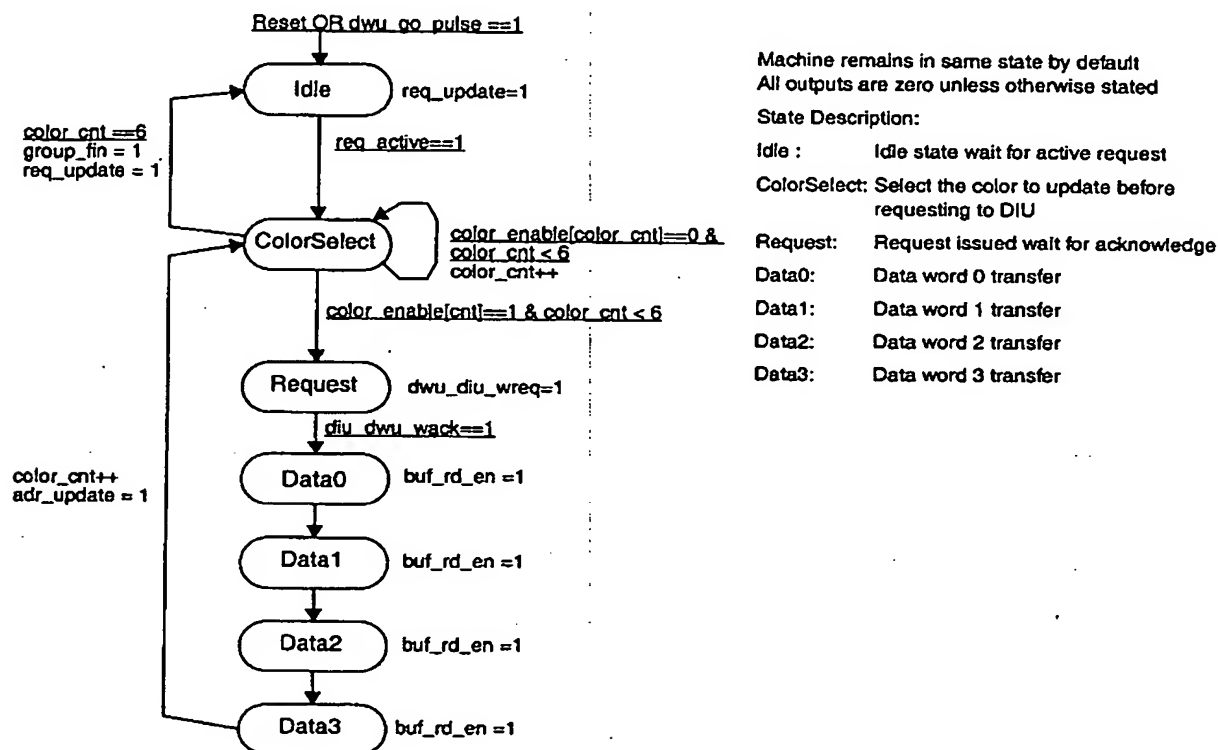 Reset OR dwu_go_pulse ==1
Idle
req_update=1
color_cnt ==6
group_fin = 1
req_update = 1
req_active==1
ColorSelect
color_enable[color_cnt]==0 &
color_cnt < 6
color_cnt++
color_enable[cnt]==1 & color_cnt < 6
Request
dwu_diu_wreq=1
diu_dwu_wack==1
color_cnt++
adr_update = 1
Data0
buf_rd_en =1
Data1
buf_rd_en =1
Data2
buf_rd_en =1
Data3
buf_rd_en =1
Machine remains in same state by default
All outputs are zero unless otherwise stated
State Description:
Idle : Idle state wait for active request
ColorSelect: Select the color to update before
requesting to DIU
Request: Request issued wait for acknowledge
Data0: Data word 0 transfer
Data1: Data word 1 transfer
Data2: Data word 2 transfer
Data3: Data word 3 transfer